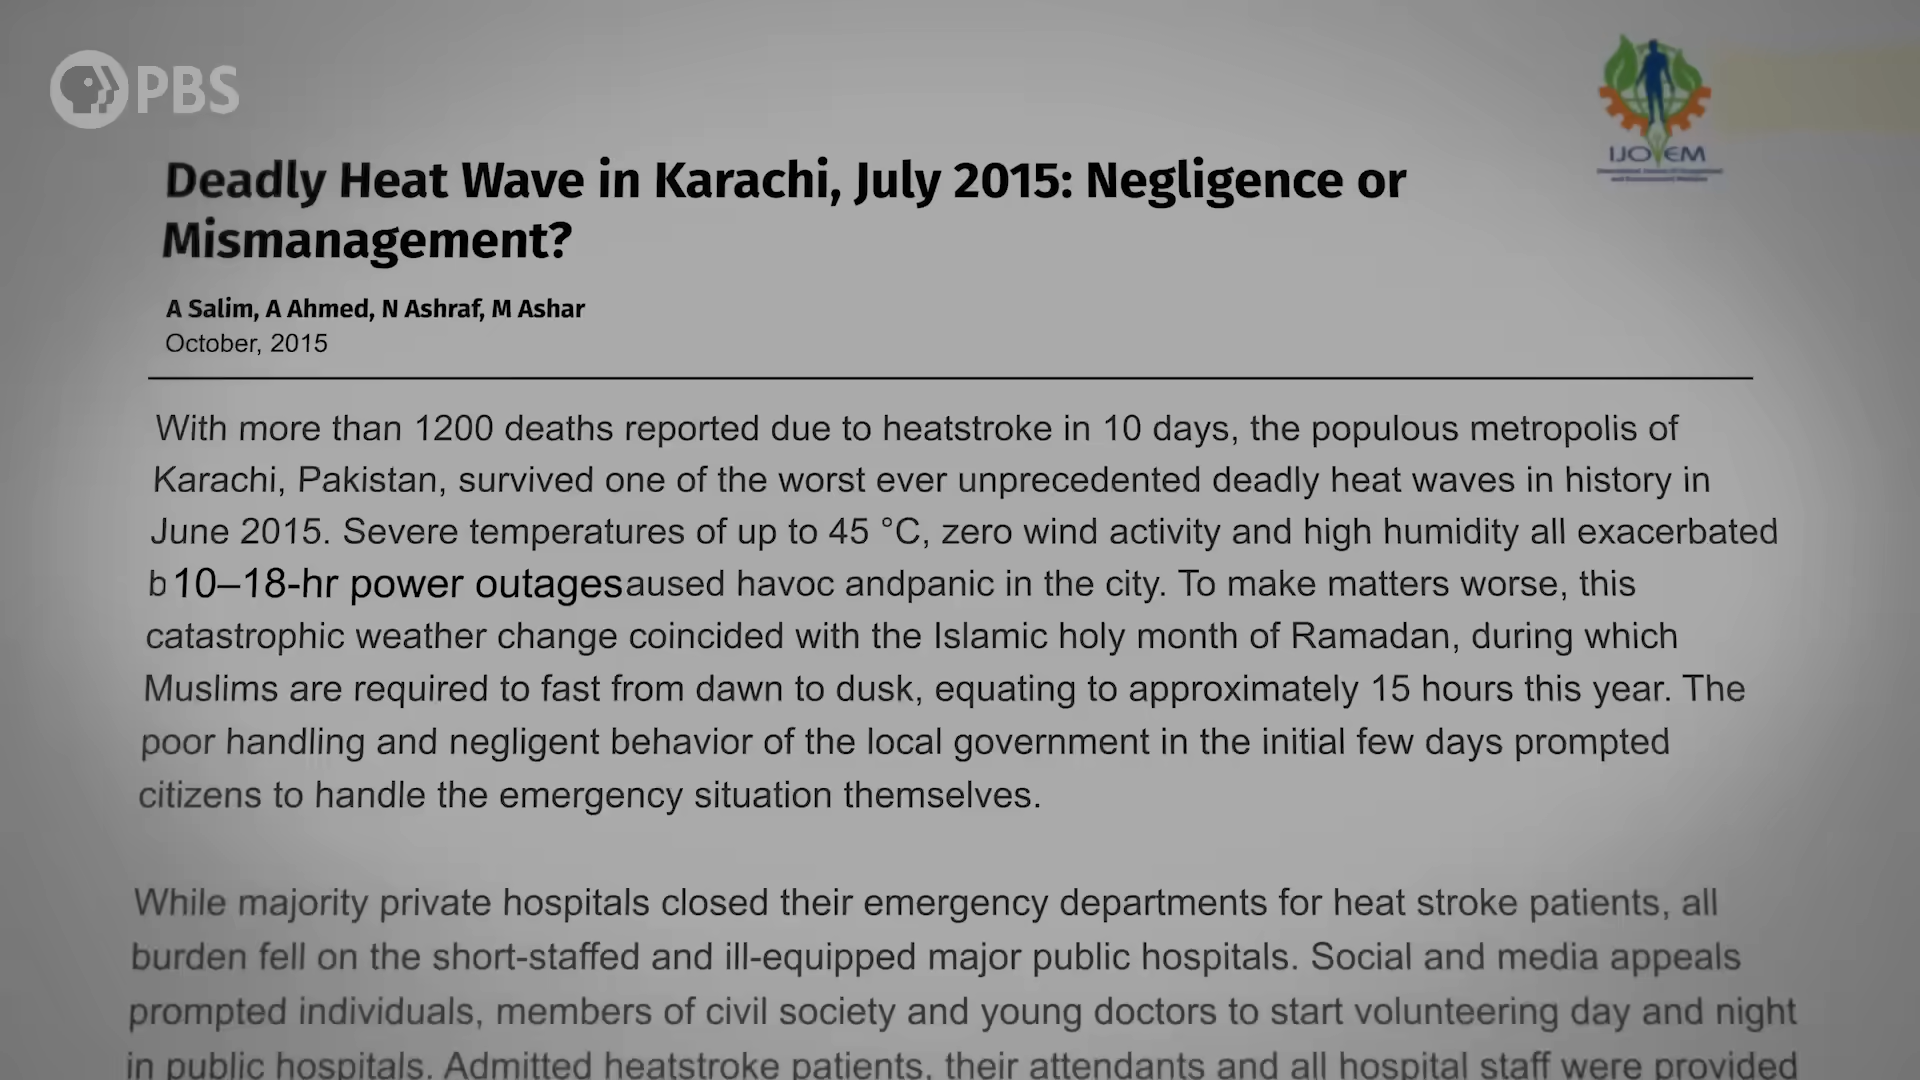 PBS
IJOEM
Deadly Heat Wave in Karachi, July 2015: Negligence or
Mismanagement?
A Salim, A Ahmed, N Ashraf, M Ashar
October, 2015
With more than 1200 deaths reported due to heatstroke in 10 days, the populous metropolis of
Karachi, Pakistan, survived one of the worst ever unprecedented deadly heat waves in history in
June 2015. Severe temperatures of up to 45 °C, zero wind activity and high humidity all exacerbated
b 10–18-hr power outages aused havoc andpanic in the city. To make matters worse, this
catastrophic weather change coincided with the Islamic holy month of Ramadan, during which
Muslims are required to fast from dawn to dusk, equating to approximately 15 hours this year. The
poor handling and negligent behavior of the local government in the initial few days prompted
citizens to handle the emergency situation themselves.
While majority private hospitals closed their emergency departments for heat stroke patients, all
burden fell on the short-staffed and ill-equipped major public hospitals. Social and media appeals
prompted individuals, members of civil society and young doctors to start volunteering day and night
in public hospitals. Admitted heatstroke patients, their attendants and all hospital staff were provided